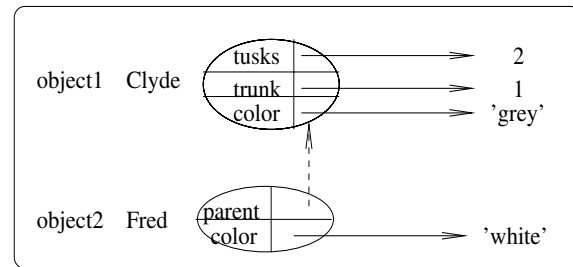 tusks 2
object1 Clyde
trunk 1
color ’grey’
parent
object2 Fred
color ’white’